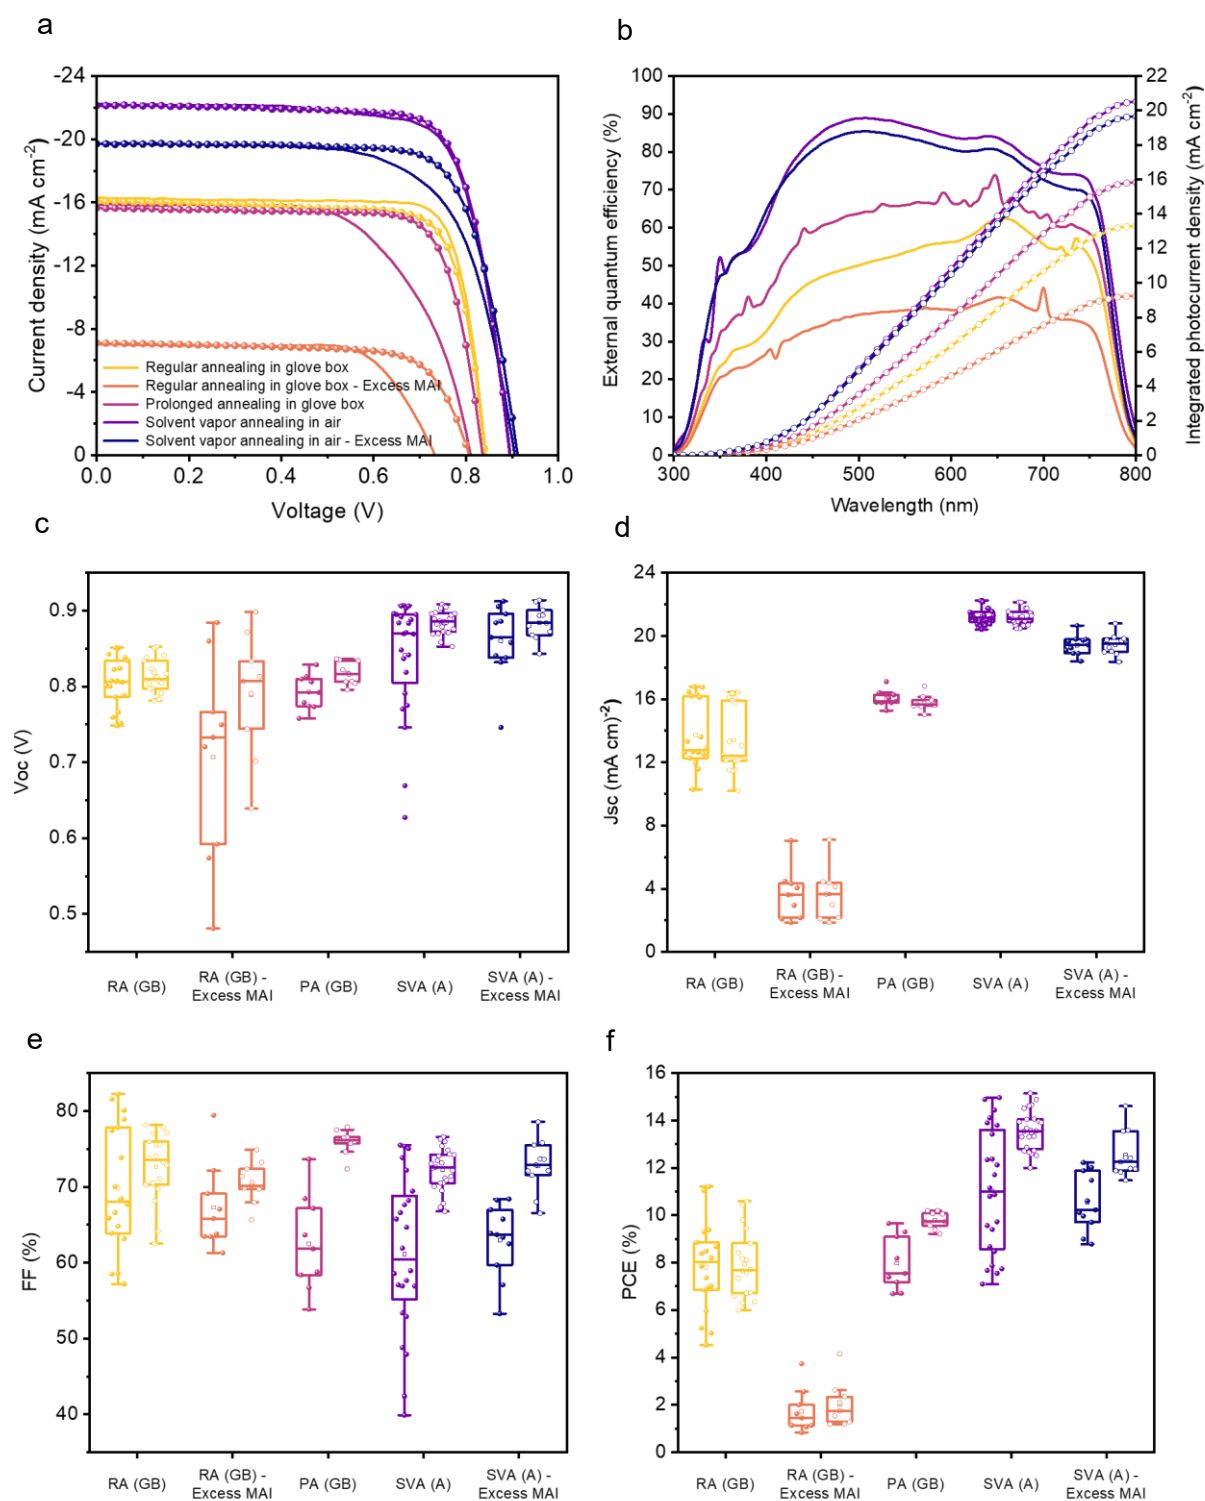 a
-24
-20
-16
-12
-8
-4
0
Current density (mA cm-2)
Regular annealing in glove box
Regular annealing in glove box - Excess MAI
Prolonged annealing in glove box
Solvent vapor annealing in air
Solvent vapor annealing in air - Excess MAI
0.0 0.2 0.4 0.6 0.8 1.0
Voltage (V)
b
100
90
80
70
60
50
40
30
20
10
0
External quantum efficiency (%)
22
20
18
16
14
12
10
8
6
4
2
0
Integrated photocurrent density (mA cm-2)
300 400 500 600 700 800
Wavelength (nm)
c
0.9
0.8
0.7
0.6
0.5
Voc (V)
RA (GB)
RA (GB) -
Excess MAI
PA (GB)
SVA (A)
SVA (A) -
Excess MAI
d
24
20
16
12
8
4
0
Jsc (mA cm)-2
RA (GB)
RA (GB) -
Excess MAI
PA (GB)
SVA (A)
SVA (A) -
Excess MAI
e
80
70
60
50
40
FF (%)
RA (GB)
RA (GB) -
Excess MAI
PA (GB)
SVA (A)
SVA (A) -
Excess MAI
f
16
14
12
10
8
6
4
2
0
PCE (%)
RA (GB)
RA (GB) -
Excess MAI
PA (GB)
SVA (A)
SVA (A) -
Excess MAI